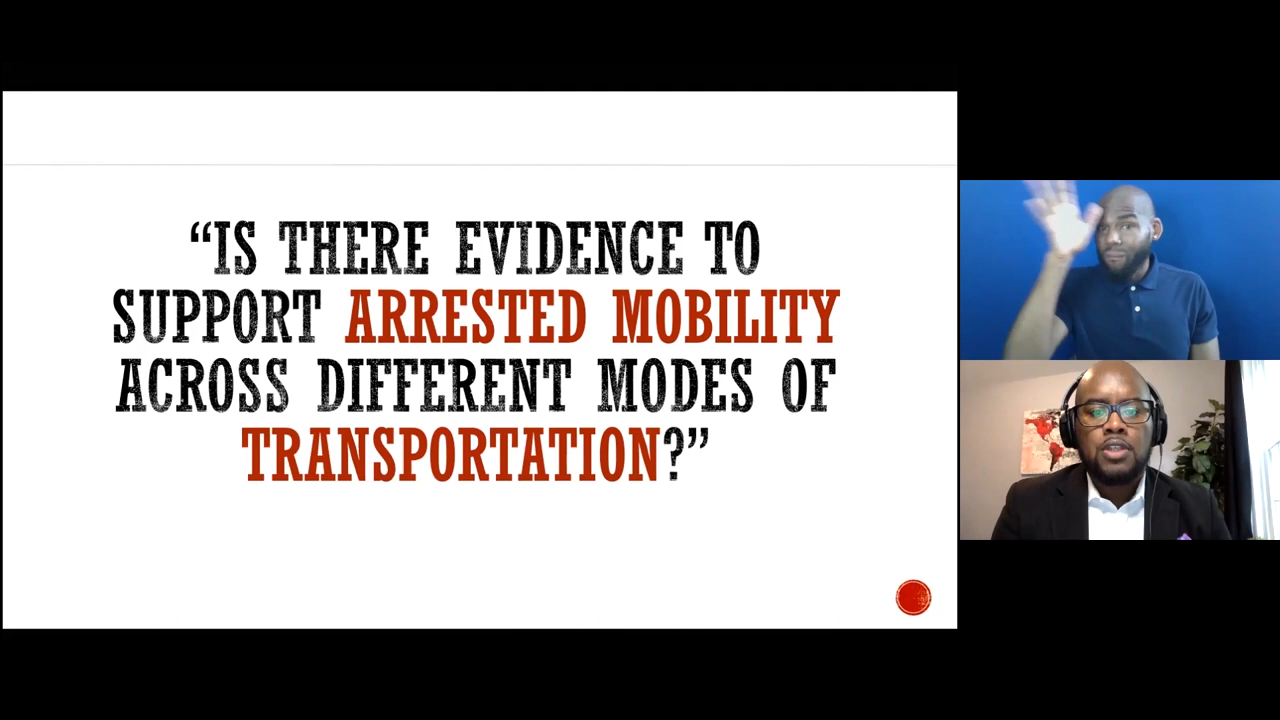 “IS THERE EVIDENCE TO
SUPPORT ARRESTED MOBILITY
ACROSS DIFFERENT MODES OF
TRANSPORTATION?”